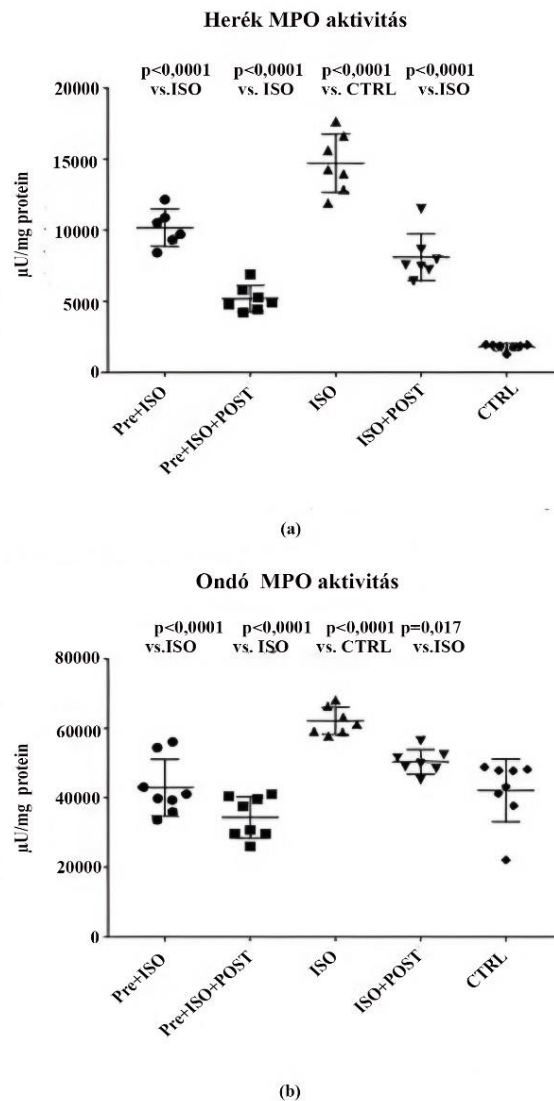 Herék MPO aktivitás
p<0,0001 p<0,0001 p<0,0001 p<0,0001
vs.ISO vs. ISO vs. CTRL vs.ISO
20000
15000
10000
5000
0
µU/mg protein
Pre+ISO
Pre+ISO+POST
ISO
ISO+POST
CTRL
(a)
Ondó MPO aktivitás
p<0,0001 p<0,0001 p<0,0001 p=0,017
vs.ISO vs. ISO vs. CTRL vs.ISO
80000
60000
40000
20000
0
µU/mg protein
Pre+ISO
Pre+ISO+POST
ISO
ISO+POST
CTRL
(b)